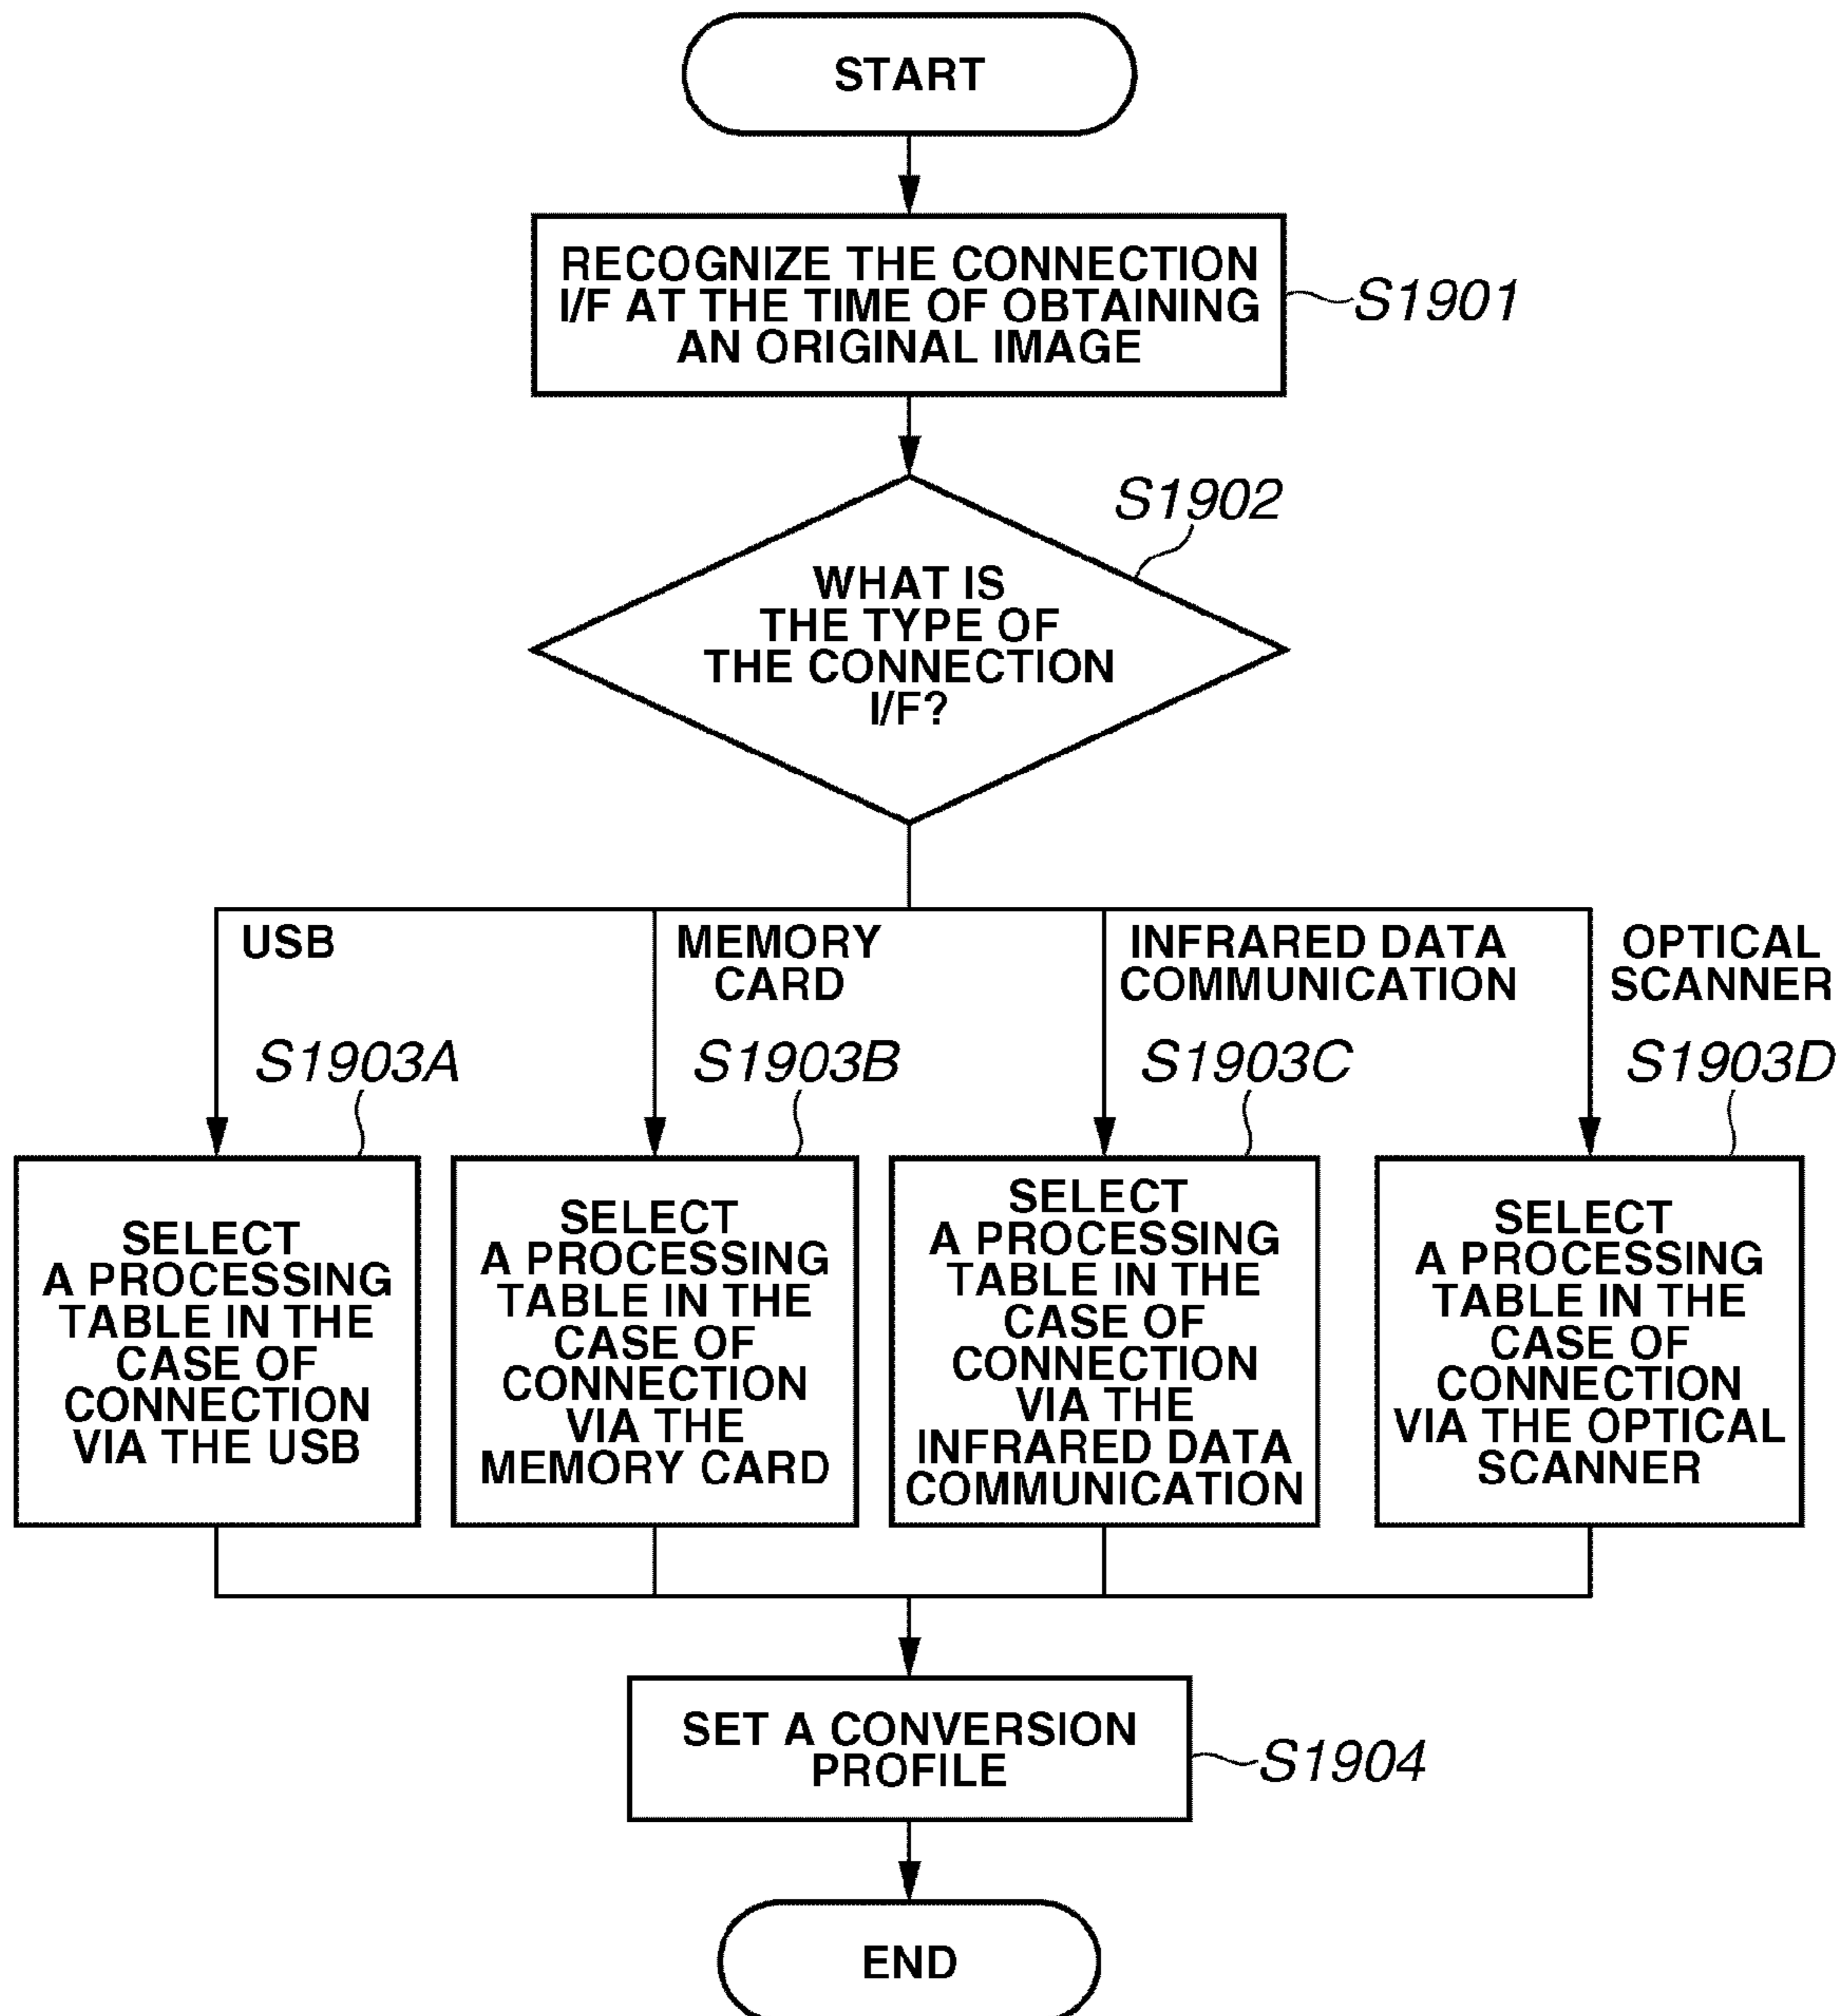 START
RECOGNIZE THE CONNECTION
I/F AT THE TIME OF OBTAINING
AN ORIGINAL IMAGE
S1901
S1902
WHAT IS
THE TYPE OF
THE CONNECTION
I/F?
USB
MEMORY
CARD
INFRARED DATA
COMMUNICATION
OPTICAL
SCANNER
S1903A
S1903B
S1903C
S1903D
SELECT
A PROCESSING
TABLE IN THE
CASE OF
CONNECTION
VIA THE USB
SELECT
A PROCESSING
TABLE IN THE
CASE OF
CONNECTION
VIA THE
MEMORY CARD
SELECT
A PROCESSING
TABLE IN THE
CASE OF
CONNECTION
VIA THE
INFRARED DATA
COMMUNICATION
SELECT
A PROCESSING
TABLE IN THE
CASE OF
CONNECTION
VIA THE OPTICAL
SCANNER
SET A CONVERSION
PROFILE
S1904
END